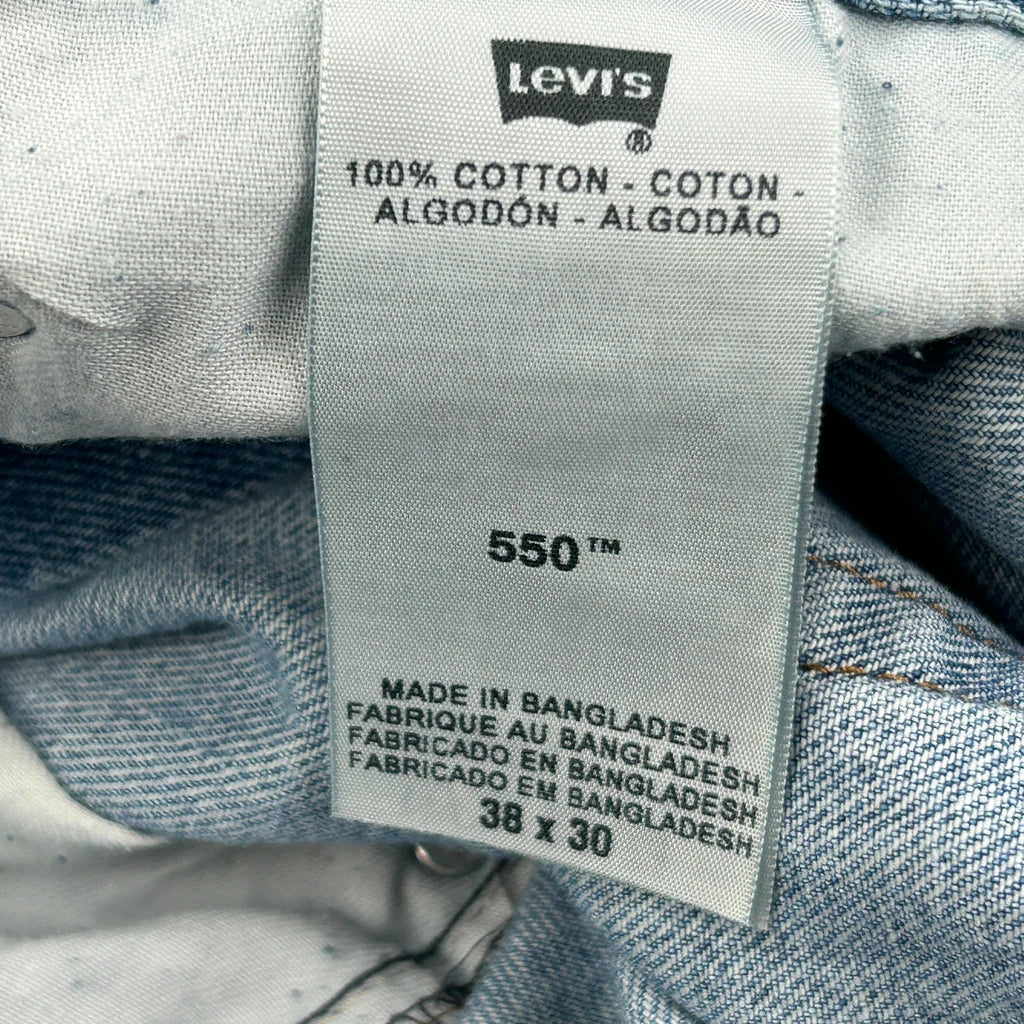 Levi's
®
100% COTTON - COTON -
ALGODÓN - ALGODÃO
550™
MADE IN BANGLADESH
FABRIQUE AU BANGLADESH
FABRICADO EN BANGLADESH
FABRICADO EM BANGLADESH
38 x 30